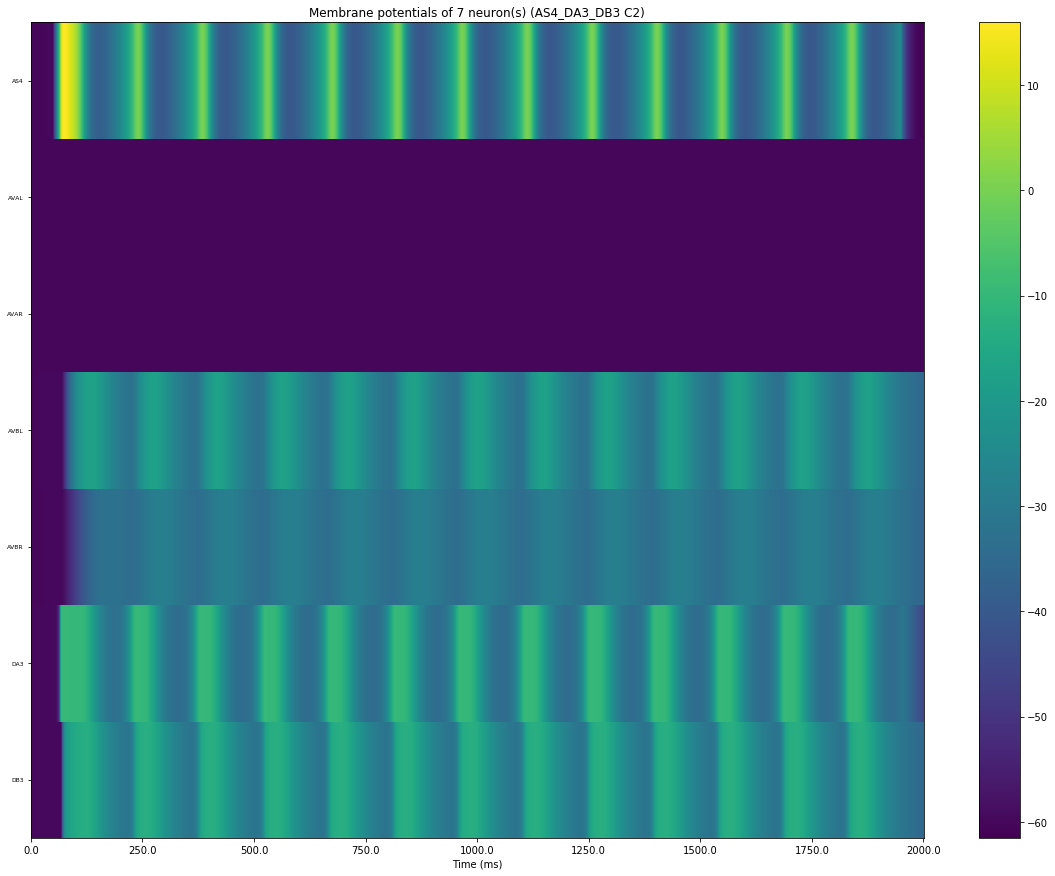 Membrane potentials of 7 neuron(s) (AS4_DA3_DB3 C2)
AS4
AVAL
AVAR
AVBL
AVBR
DA3
DB3
0.0 250.0 500.0 750.0 1000.0 1250.0 1500.0 1750.0 2000.0
Time (ms)
10
0
−10
−20
−30
−40
−50
−60